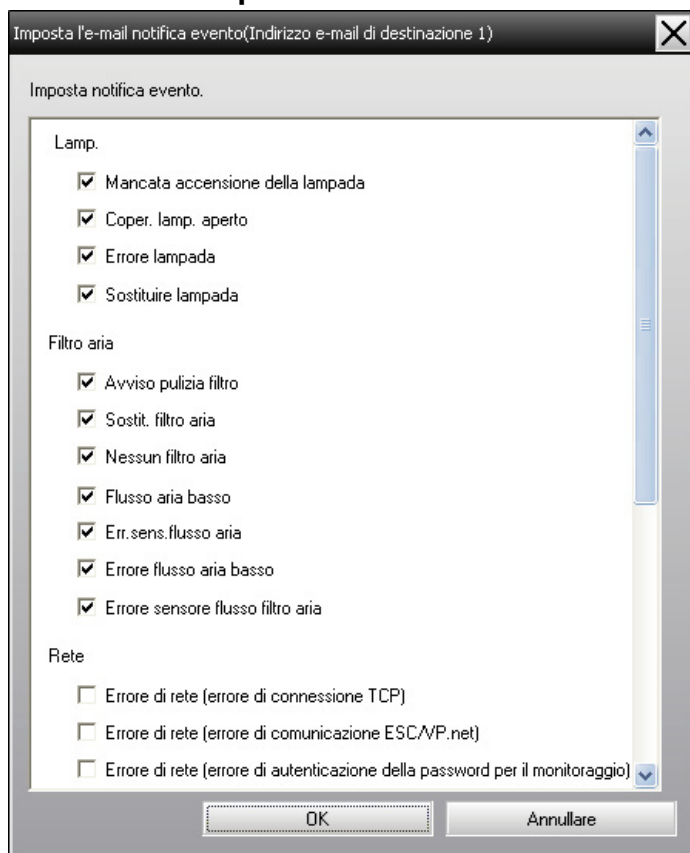 Imposta l'e-mail notifica evento(Indirizzo e-mail di destinazione 1)
Imposta notifica evento.
Lamp.
Mancata accensione della lampada
Coper. lamp. aperto
Errore lampada
Sostituire lampada
Filtro aria
Avviso pulizia filtro
Sostit. filtro aria
Nessun filtro aria
Flusso aria basso
Err.sens.flusso aria
Errore flusso aria basso
Errore sensore flusso filtro aria
Rete
Errore di rete (errore di connessione TCP)
Errore di rete (errore di comunicazione ESC/VP.net)
Errore di rete (errore di autenticazione della password per il monitoraggio)
OK
Annullare